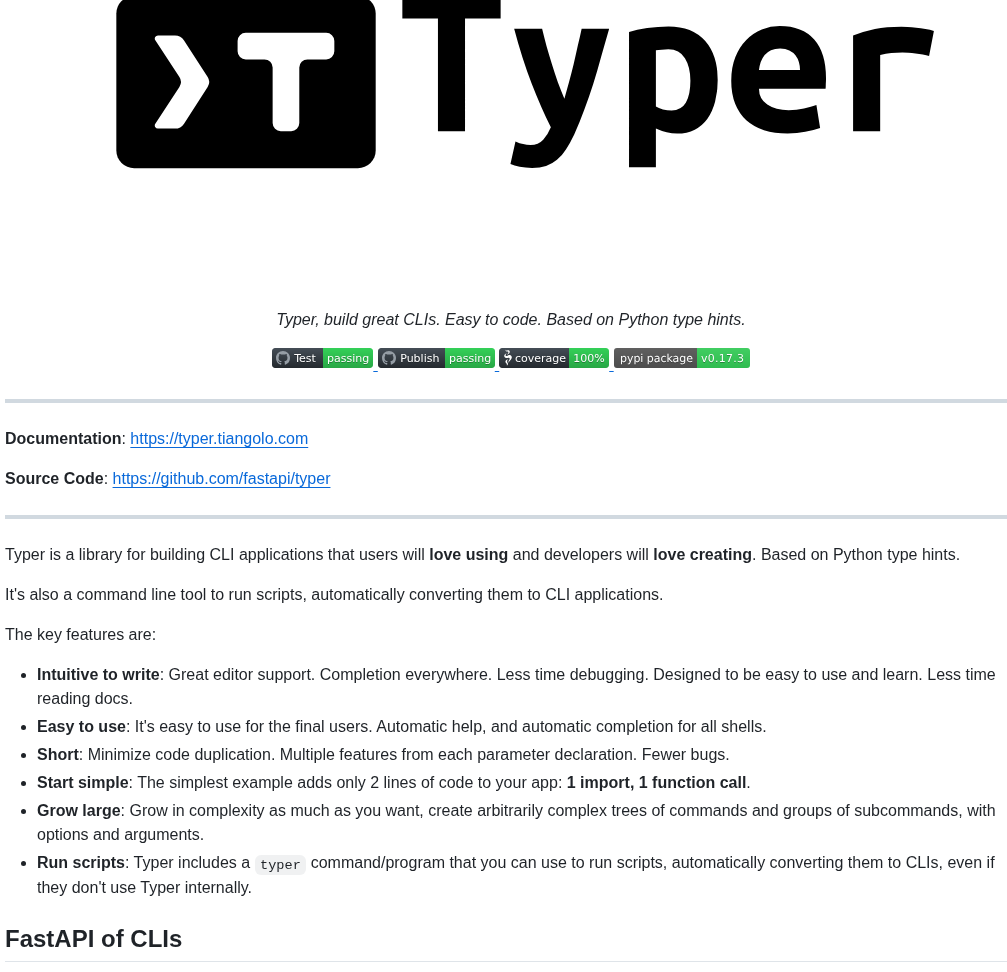 Typer
Typer, build great CLIs. Easy to code. Based on Python type hints.
Test passing Publish passing coverage 100% pypi package v0.17.3
Documentation: https://typer.tiangolo.com
Source Code: https://github.com/fastapi/typer
Typer is a library for building CLI applications that users will love using and developers will love creating. Based on Python type hints.
It's also a command line tool to run scripts, automatically converting them to CLI applications.
The key features are:
• Intuitive to write: Great editor support. Completion everywhere. Less time debugging. Designed to be easy to use and learn. Less time
reading docs.
• Easy to use: It's easy to use for the final users. Automatic help, and automatic completion for all shells.
• Short: Minimize code duplication. Multiple features from each parameter declaration. Fewer bugs.
• Start simple: The simplest example adds only 2 lines of code to your app: 1 import, 1 function call.
• Grow large: Grow in complexity as much as you want, create arbitrarily complex trees of commands and groups of subcommands, with
options and arguments.
• Run scripts: Typer includes a typer command/program that you can use to run scripts, automatically converting them to CLIs, even if
they don't use Typer internally.
FastAPI of CLIs